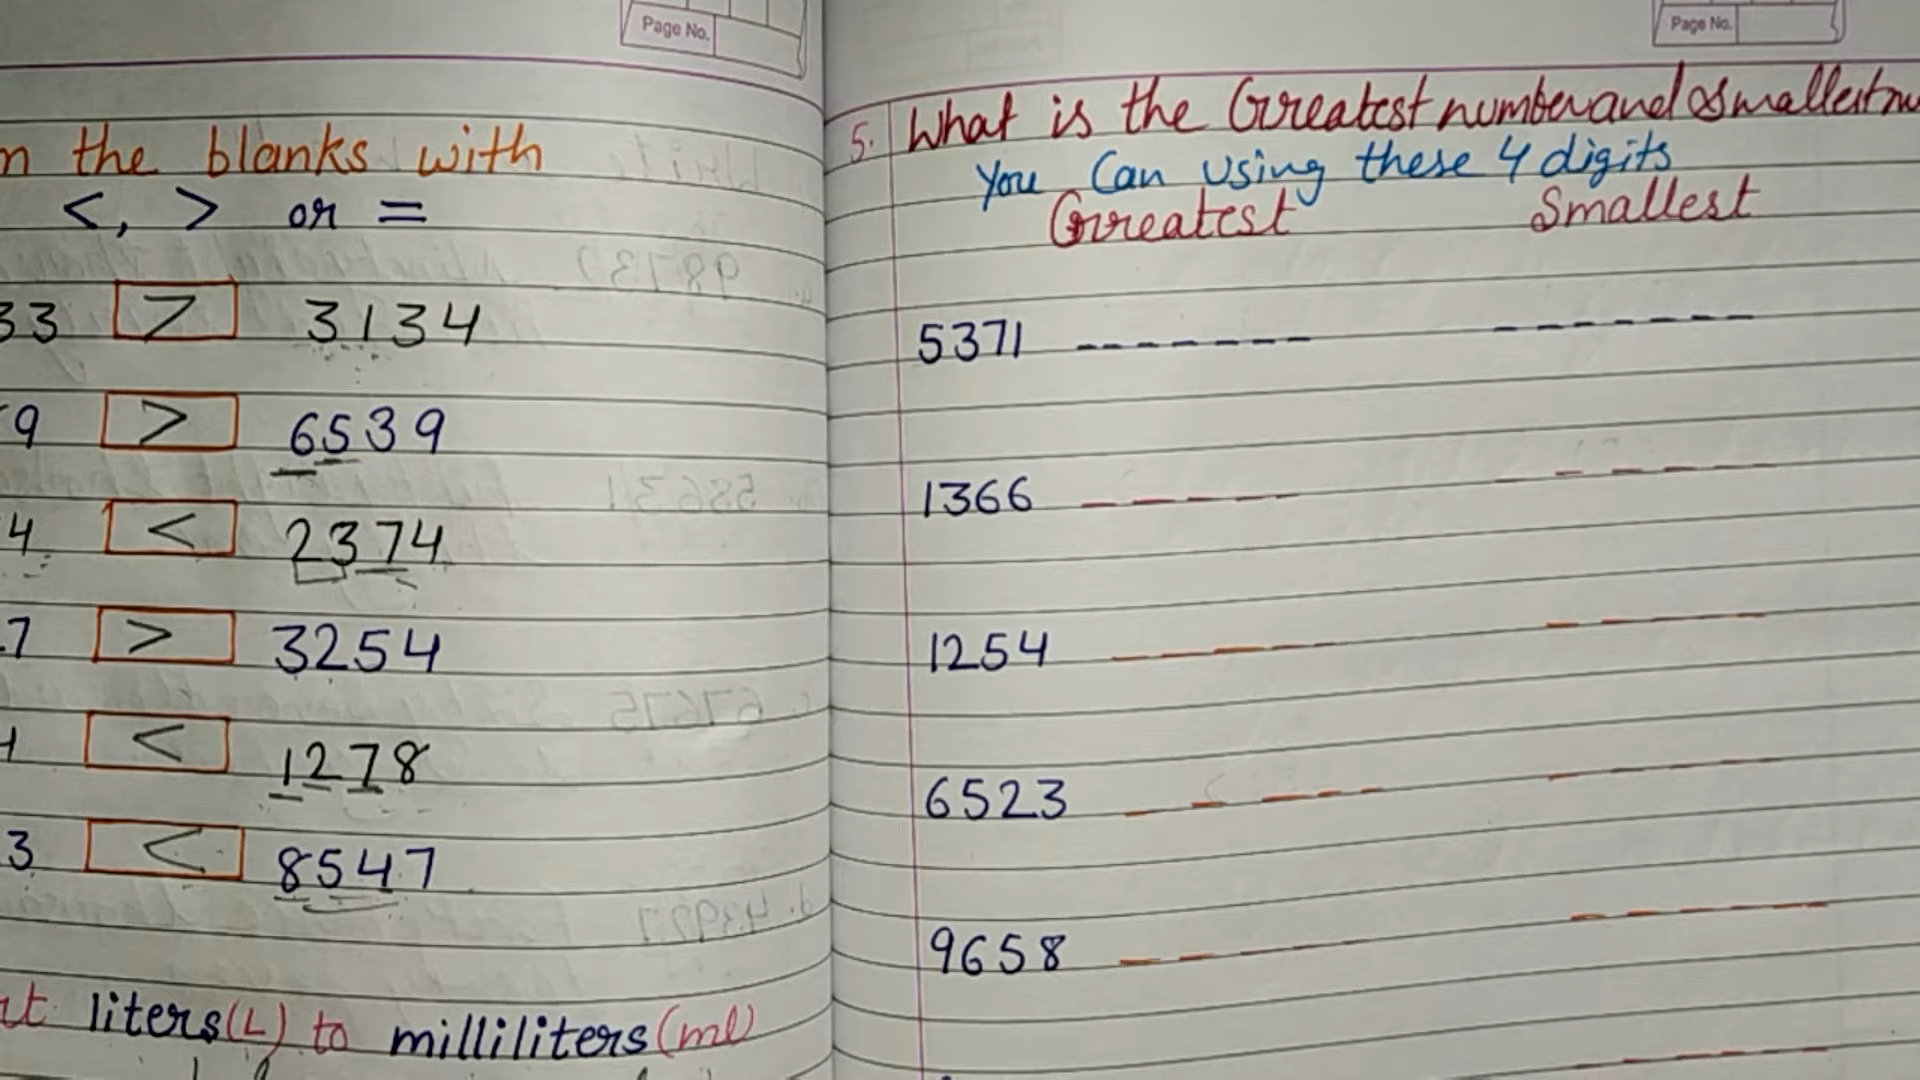 Page No.
the blanks with
<, > or =
33 > 3134
9 > 6539
4 < 2374
7 > 3254
< 1278
3 < 8547
liters(L) to milliliters (ml)
Page No.
5. What is the Greatest number and Smallest
you Can using these 4 digits
Greatest Smallest
5371
1366
1254
6523
9658